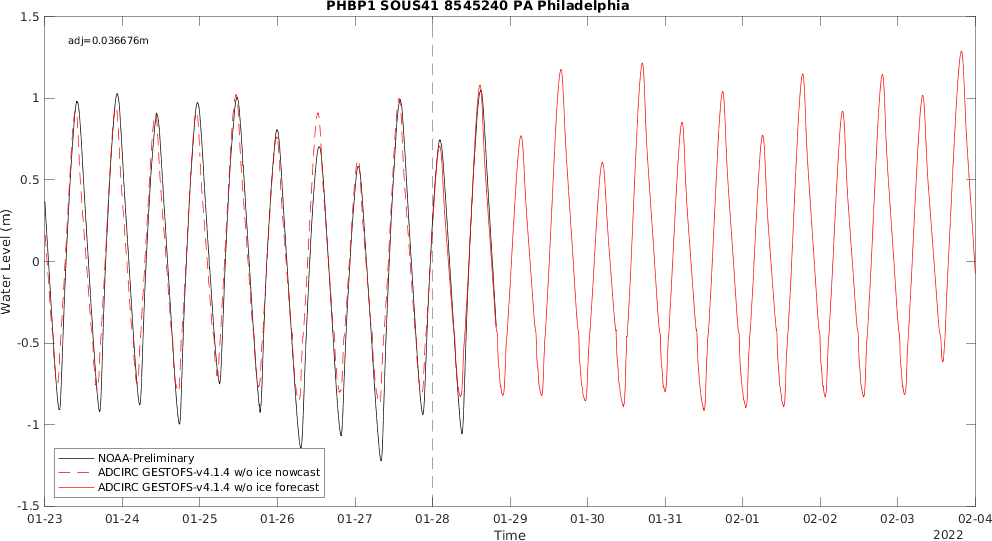 PHBP1 SOUS41 8545240 PA Philadelphia
adj=0.036676m
1.5
1
0.5
0
-0.5
-1
-1.5
Water Level (m)
NOAA-Preliminary
ADCIRC GESTOFS-v4.1.4 w/o ice nowcast
ADCIRC GESTOFS-v4.1.4 w/o ice forecast
01-23 01-24 01-25 01-26 01-27 01-28 01-29 01-30 01-31 02-01 02-02 02-03 02-04
Time
2022